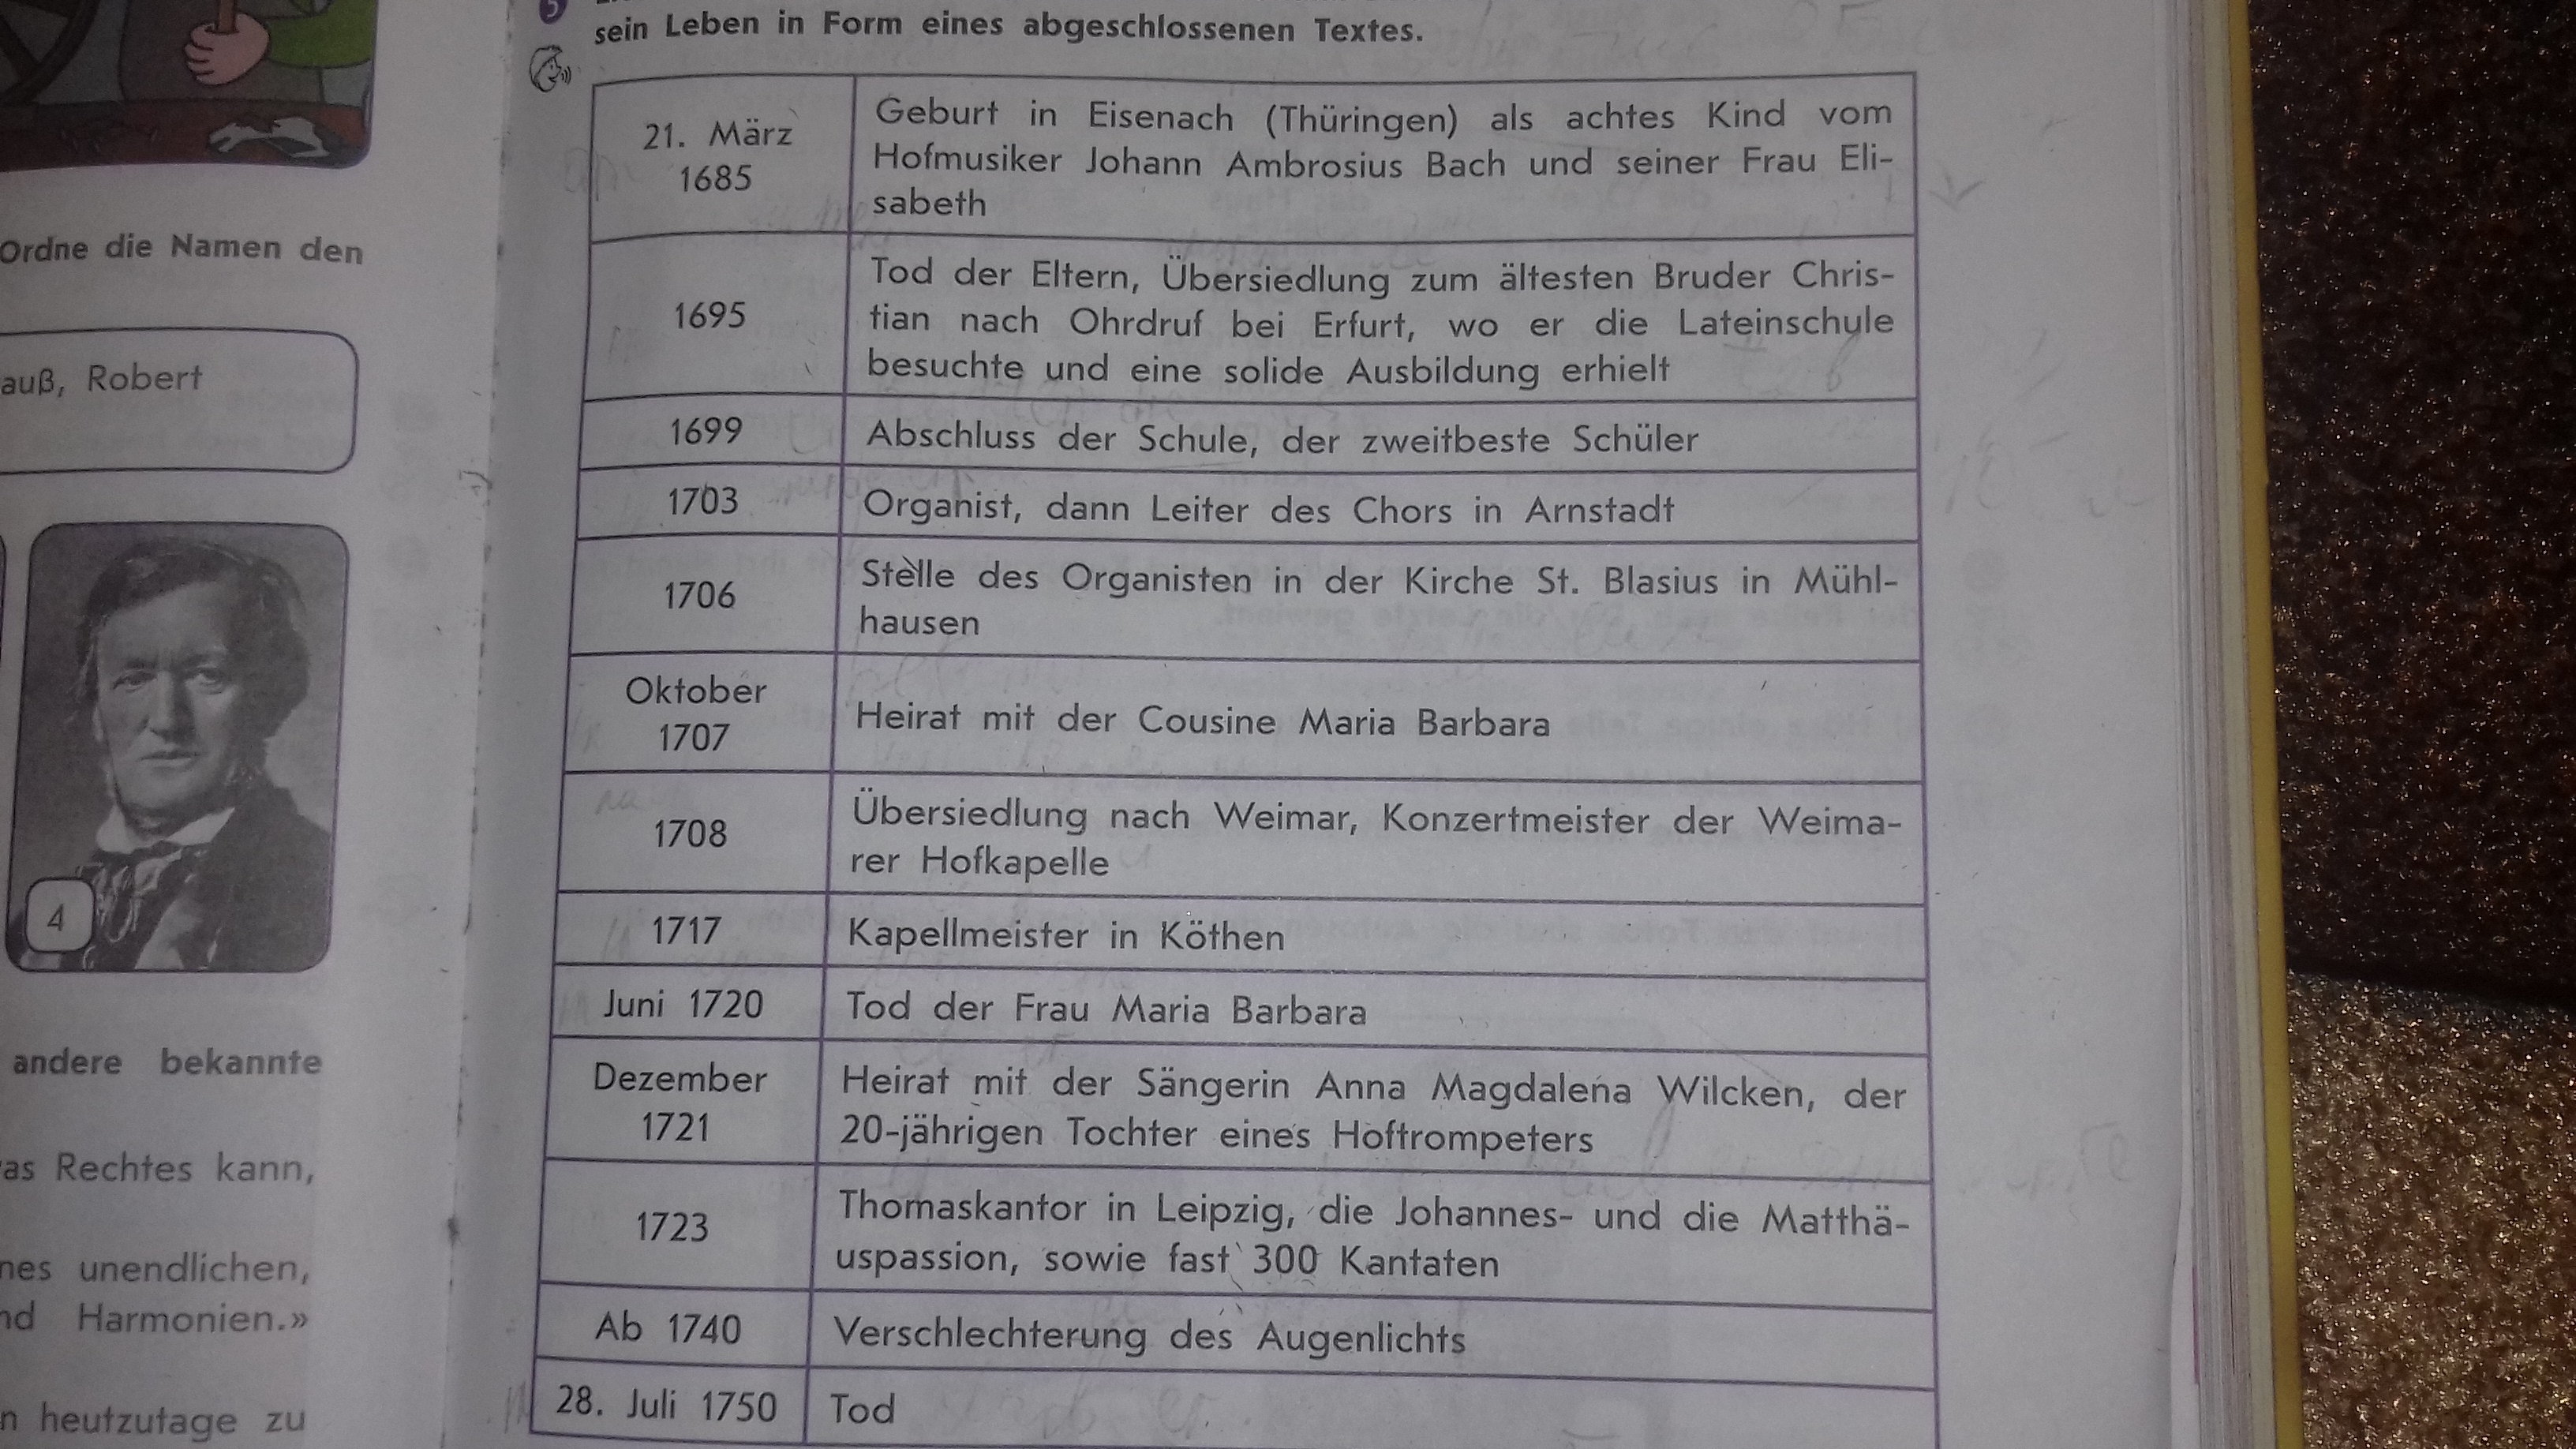 Ordne die Namen den
auß, Robert
4
andere bekannte
as Rechtes kann,
nes unendlichen,
nd Harmonien.»
n heutzutage zu
5
sein Leben in Form eines abgeschlossenen Textes.
21. März
1685
Geburt in Eisenach (Thüringen) als achtes Kind vom
Hofmusiker Johann Ambrosius Bach und seiner Frau Eli-
sabeth
1695
Tod der Eltern, Übersiedlung zum ältesten Bruder Chris-
tian nach Ohrdruf bei Erfurt, wo er die Lateinschule
besuchte und eine solide Ausbildung erhielt
1699
Abschluss der Schule, der zweitbeste Schüler
1703
Organist, dann Leiter des Chors in Arnstadt
1706
Stelle des Organisten in der Kirche St. Blasius in Mühl-
hausen
Oktober
1707
Heirat mit der Cousine Maria Barbara
1708
Übersiedlung nach Weimar, Konzertmeister der Weima-
rer Hofkapelle
1717
Kapellmeister in Köthen
Juni 1720
Tod der Frau Maria Barbara
Dezember
1721
Heirat mit der Sängerin Anna Magdalena Wilcken, der
20-jährigen Tochter eines Hoftrompeters
1723
Thomaskantor in Leipzig, die Johannes- und die Matthä-
uspassion, sowie fast 300 Kantaten
Ab 1740
Verschlechterung des Augenlichts
28. Juli 1750
Tod